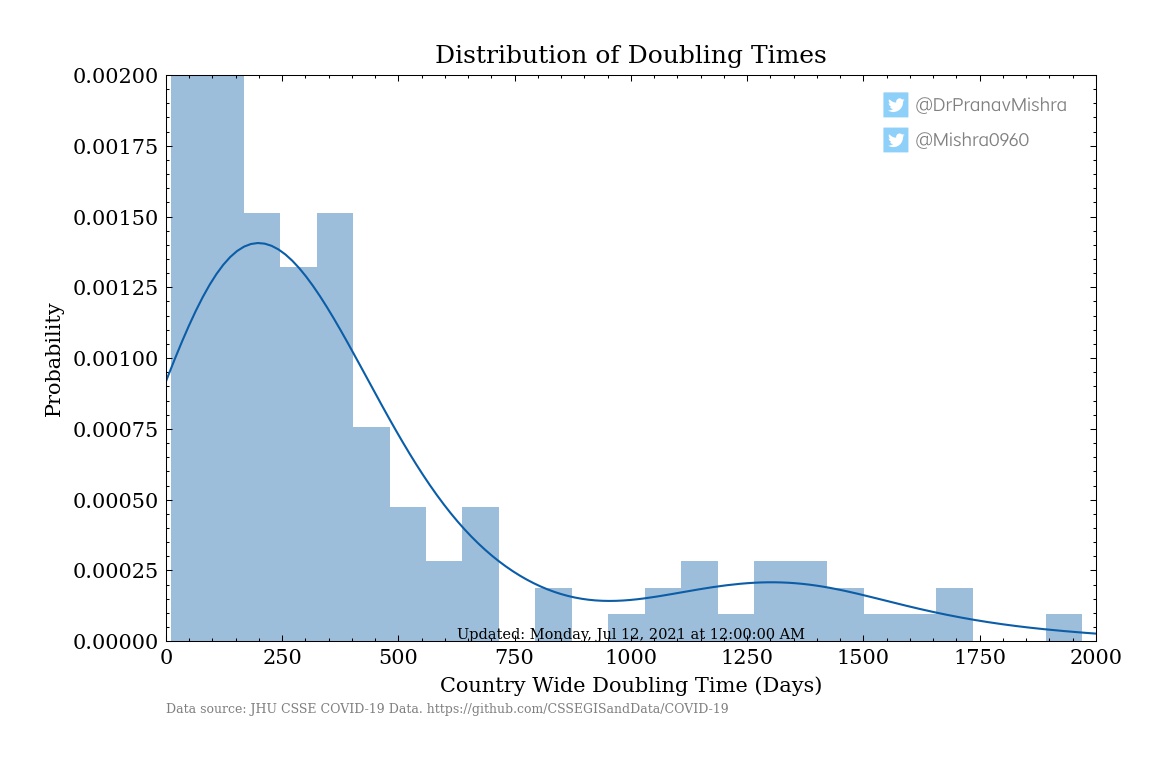 Distribution of Doubling Times
0.00200
0.00175
0.00150
0.00125
0.00100
0.00075
0.00050
0.00025
0.00000
Probability
@DrPranavMishra
@Mishra0960
Updated: Monday, Jul 12, 2021 at 12:00:00 AM
0 250 500 750 1000 1250 1500 1750 2000
Country Wide Doubling Time (Days)
Data source: JHU CSSE COVID-19 Data. https://github.com/CSSEGISandData/COVID-19